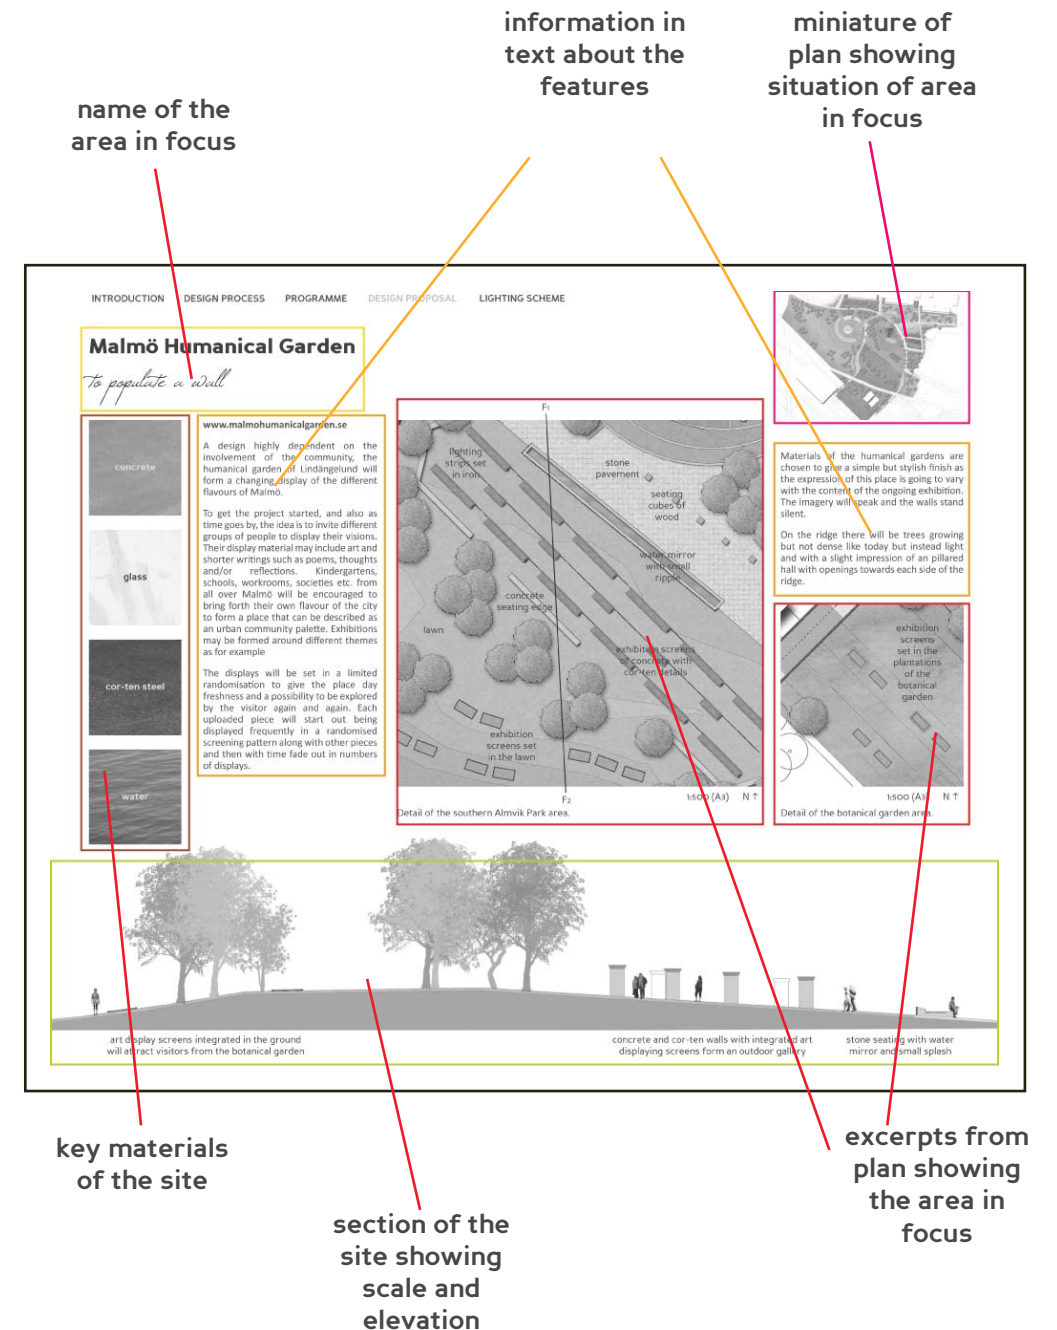 information in
text about the
features
miniature of
plan showing
situation of area
in focus
name of the
area in focus
INTRODUCTION DESIGN PROCESS PROGRAMME DESIGN PROPOSAL LIGHTING SCHEME
Malmö Humanical Garden
To populate a wall
concrete
glass
cor-ten steel
water
www.malmohumanicalgarden.se
A design highly dependent on the
involvement of the community, the
humanical garden of Lindängelund will
form a changing display of the different
flavours of Malmö.
To get the project started, and also as
time goes by, the idea is to invite different
groups of people to display their visions.
Their display material may include art and
shorter writings such as poems, thoughts
and/or reflections. Kindergartens,
schools, workrooms, societies etc. from
all over Malmö will be encouraged to
bring forth their own flavour of the city
to form a place that can be described as
an urban community palette. Exhibitions
may be formed around different themes
as for example
The displays will be set in a limited
randomisation to give the place day
freshness and a possibility to be explored
by the visitor again and again. Each
uploaded piece will start out being
displayed frequently in a randomised
screening pattern along with other pieces
and then with time fade out in numbers
of displays.
F1
lighting
strips set
in iron
stone
pavement
seating
cubes of
wood
water mirror
with small
ripple
concrete
seating edge
lawn
exhibition screens
of concrete with
cor-ten details
exhibition
screens set
in the lawn
F2
1:500 (A3) N ↑
Detail of the southern Almvik Park area.
Materials of the humanical gardens are
chosen to give a simple but stylish finish as
the expression of this place is going to vary
with the content of the ongoing exhibition.
The imagery will speak and the walls stand
silent.
On the ridge there will be trees growing
but not dense like today but instead light
and with a slight impression of an pillared
hall with openings towards each side of the
ridge.
exhibition
screens
set in the
plantations
of the
botanical
garden
1:500 (A3) N ↑
Detail of the botanical garden area.
art display screens integrated in the ground
will attract visitors from the botanical garden
concrete and cor-ten walls with integrated art
displaying screens form an outdoor gallery
stone seating with water
mirror and small splash
key materials
of the site
section of the
site showing
scale and
elevation
excerpts from
plan showing
the area in
focus